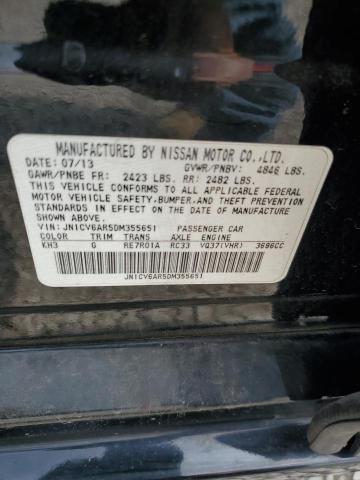 MANUFACTURED BY NISSAN MOTOR CO.,LTD.
DATE: 07/13 GVWR/PNBV: 4846 LBS.
GAWR/PNBE FR: 2423 LBS. RR: 2482 LBS.
THIS VEHICLE CONFORMS TO ALL APPLICABLE FEDERAL
MOTOR VEHICLE SAFETY,BUMPER,AND THEFT PREVENTION
STANDARDS IN EFFECT ON THE DATE OF MANUFACTURE
SHOWN ABOVE.
VIN: JN1CV6AR5DM355651 PASSENGER CAR
COLOR TRIM TRANS AXLE ENGINE
KH3 G RE7R01A RC33 VQ37(VHR) 3696CC
JN1CV6AR5DM355651